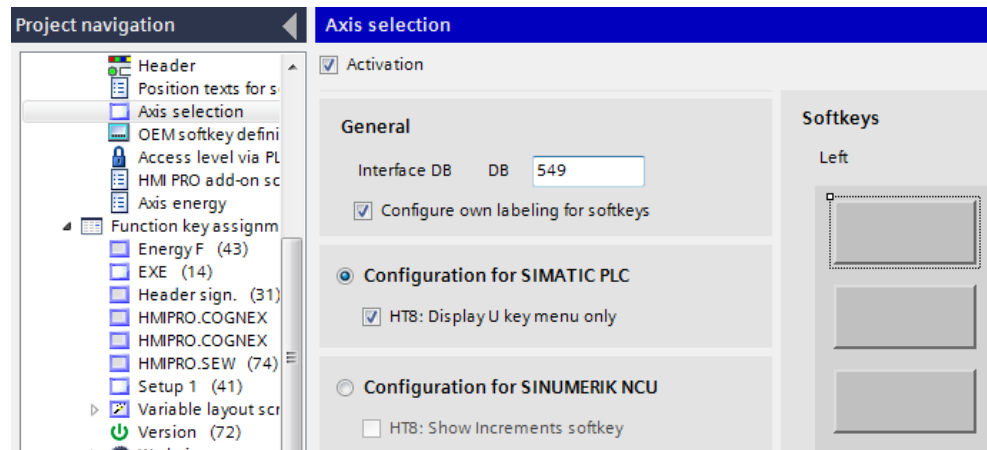 Project navigation
Header
Position texts for s
Axis selection
OEM softkey defini
Access level via PL
HMI PRO add-on sc
Axis energy
Function key assignm
Energy F (43)
EXE (14)
Header sign. (31)
HMIPRO.COGNEX
HMIPRO.COGNEX
HMIPRO.SEW (74)
Setup 1 (41)
Variable layout scr
Version (72)
Axis selection
Activation
General
Interface DB DB 549
Configure own labeling for softkeys
Configuration for SIMATIC PLC
HT8: Display U key menu only
Configuration for SINUMERIK NCU
HT8: Show Increments softkey
Softkeys
Left